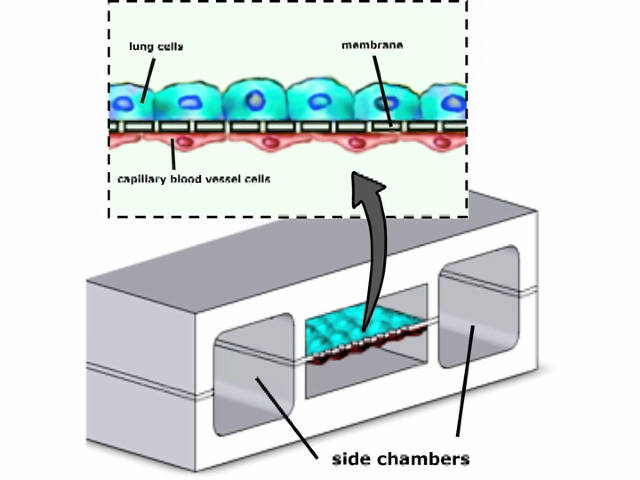 lung cells
membrane
capillary blood vessel cells
side chambers